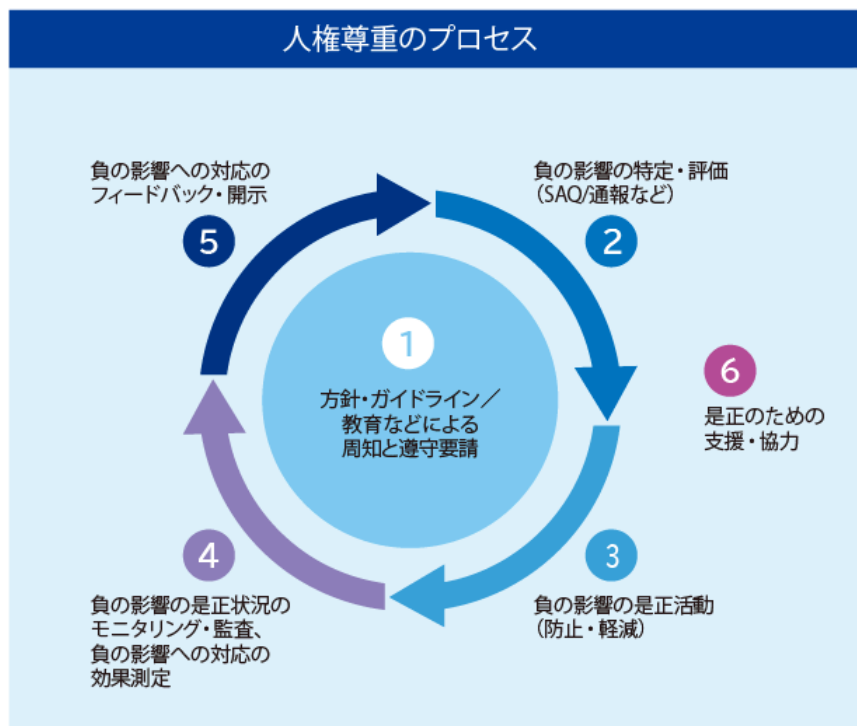 人権尊重のプロセス
1
方針・ガイドライン／
教育などによる
周知と遵守要請
2
負の影響の特定・評価
（SAQ/通報など）
3
負の影響の是正活動
（防止・軽減）
4
負の影響の是正状況の
モニタリング・監査、
負の影響への対応の
効果測定
5
負の影響への対応の
フィードバック・開示
6
是正のための
支援・協力